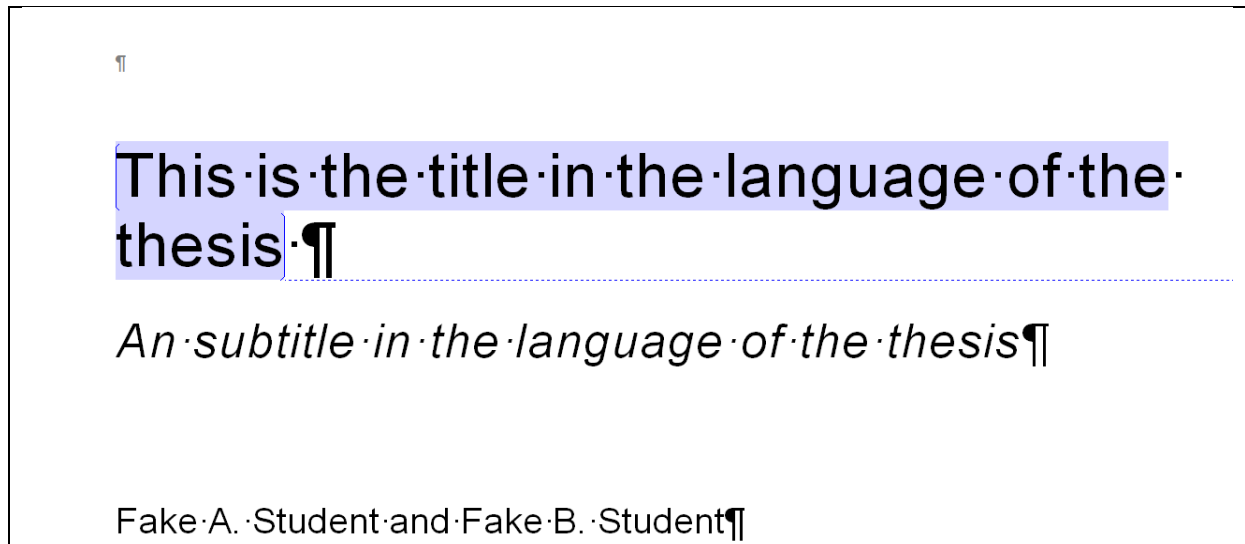 ¶
This·is·the·title·in·the·language·of·the·
thesis·¶
An·subtitle·in·the·language·of·the·thesis¶
Fake·A.·Student·and·Fake·B.·Student¶